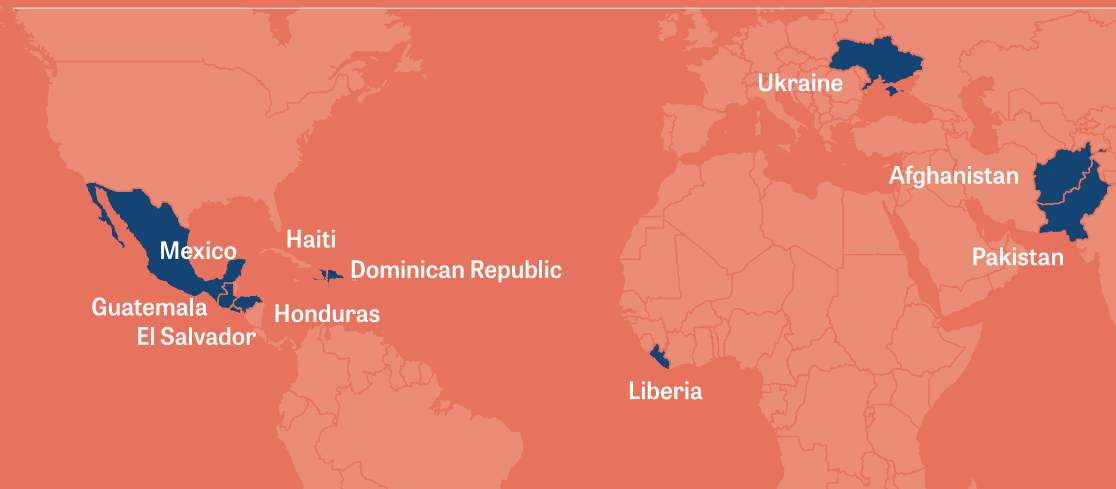 Ukraine
Afghanistan
Haiti
Mexico
Pakistan
Dominican Republic
Guatemala
Honduras
El Salvador
Liberia